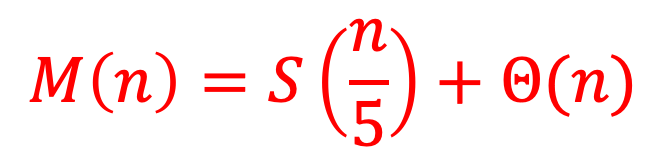 M(n) = S(n/5) + Θ(n)